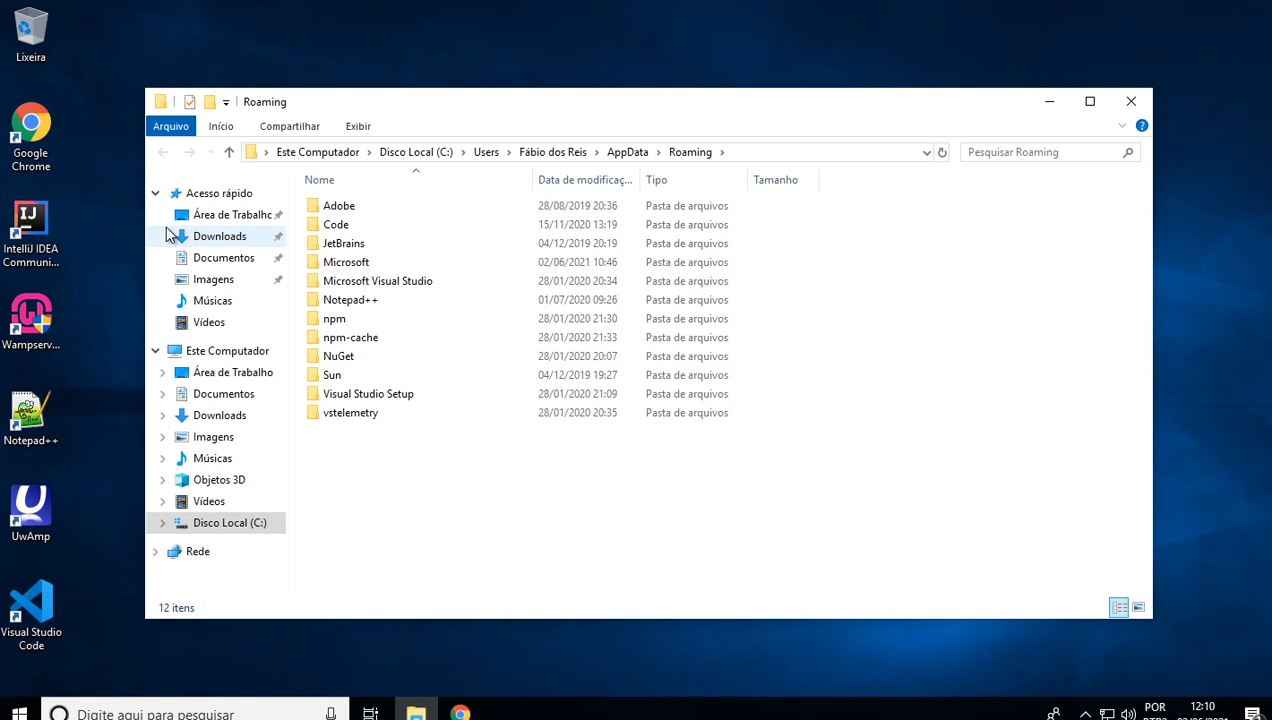 Lixeira
Google
Chrome
IntelliJ IDEA
Communi...
Wampserv...
Notepad++
UwAmp
Visual Studio
Code
Roaming
Arquivo Início Compartilhar Exibir
Este Computador Disco Local (C:) Users Fábio dos Reis AppData Roaming
Pesquisar Roaming
Acesso rápido
Área de Trabalho
Downloads
Documentos
Imagens
Músicas
Vídeos
Este Computador
Área de Trabalho
Documentos
Downloads
Imagens
Músicas
Objetos 3D
Vídeos
Disco Local (C:)
Rede
Nome Data de modificaç... Tipo Tamanho
Adobe 28/08/2019 20:36 Pasta de arquivos
Code 15/11/2020 13:19 Pasta de arquivos
JetBrains 04/12/2019 20:19 Pasta de arquivos
Microsoft 02/06/2021 10:46 Pasta de arquivos
Microsoft Visual Studio 28/01/2020 20:34 Pasta de arquivos
Notepad++ 01/07/2020 09:26 Pasta de arquivos
npm 28/01/2020 21:30 Pasta de arquivos
npm-cache 28/01/2020 21:33 Pasta de arquivos
NuGet 28/01/2020 20:07 Pasta de arquivos
Sun 04/12/2019 19:27 Pasta de arquivos
Visual Studio Setup 28/01/2020 21:09 Pasta de arquivos
vstelemetry 28/01/2020 20:35 Pasta de arquivos
12 itens
Digite aqui para pesquisar
POR
12:10